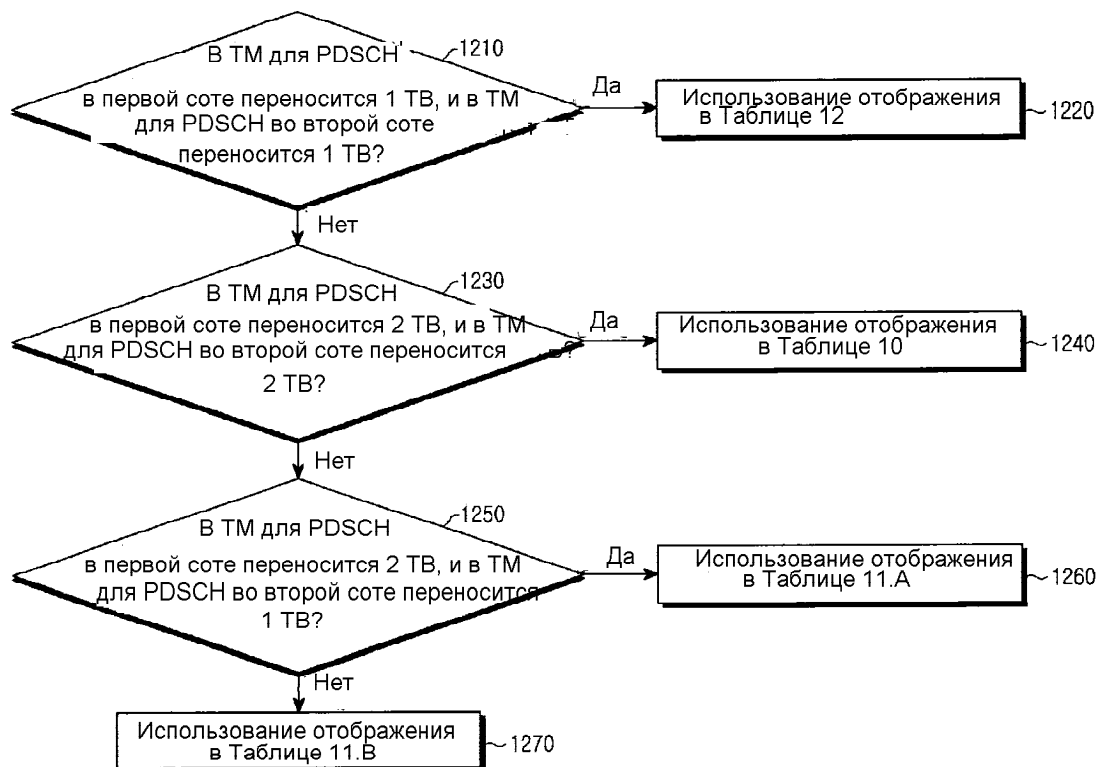 В ТМ для PDSCH
1210
в первой соте переносится 1 ТВ, и в ТМ
для PDSCH во второй соте
переносится 1 ТВ?
Да
Использование отображения
в Таблице 12
1220
Нет
В ТМ для PDSCH
1230
в первой соте переносится 2 ТВ, и в ТМ
для PDSCH во второй соте переносится
2 ТВ?
Да
Использование отображения
в Таблице 10
1240
Нет
В ТМ для PDSCH
1250
в первой соте переносится 2 ТВ, и в ТМ
для PDSCH во второй соте переносится
1 ТВ?
Да
Использование отображения
в Таблице 11.А
1260
Нет
Использование отображения
в Таблице 11.В
1270